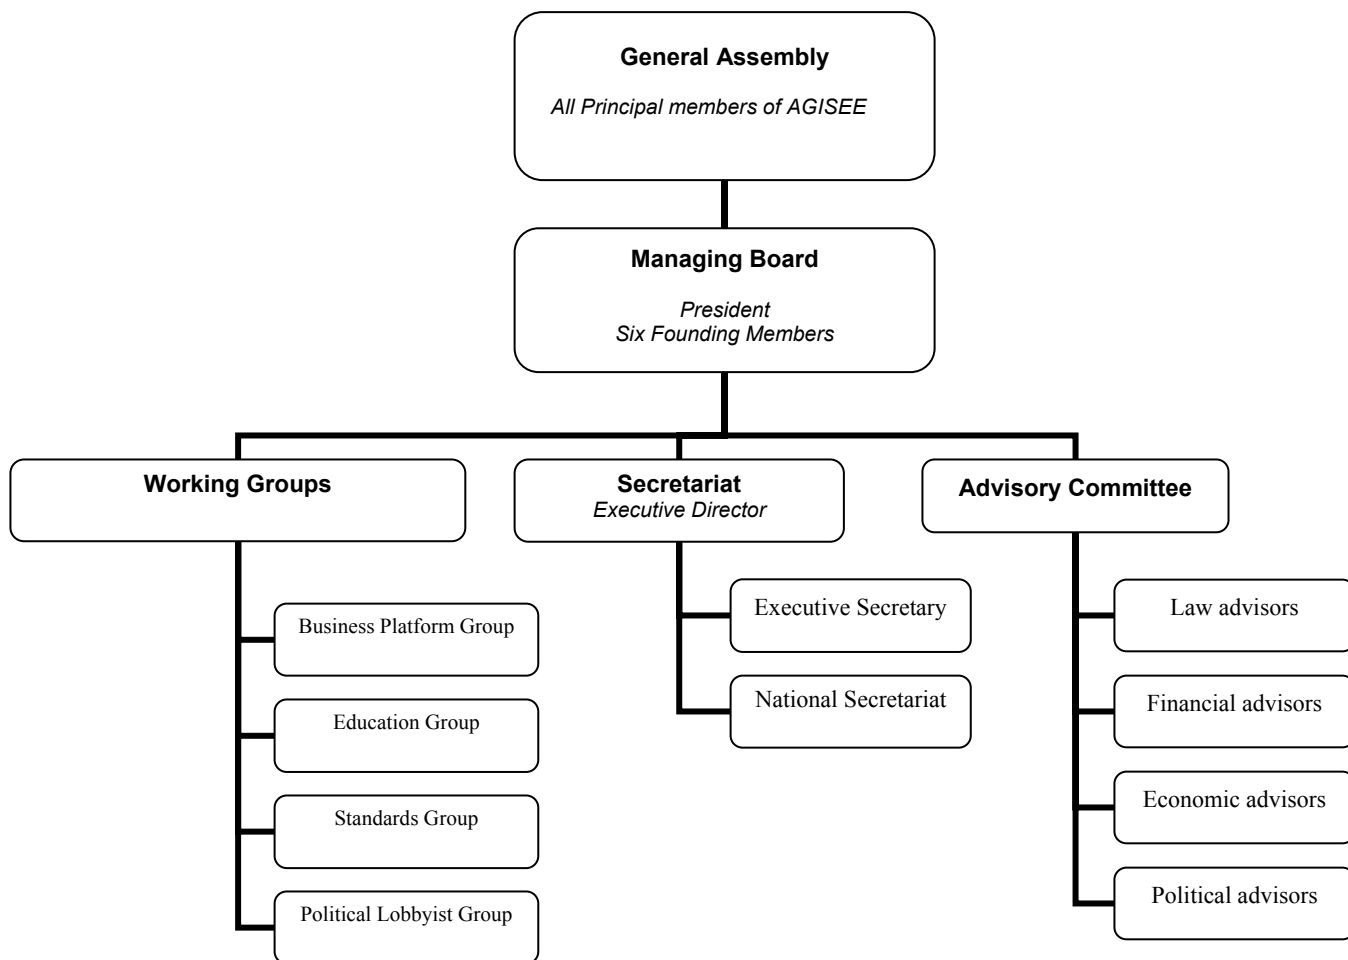 General Assembly
All Principal members of AGISEE
Managing Board
President
Six Founding Members
Working Groups
Secretariat
Executive Director
Advisory Committee
Business Platform Group
Education Group
Standards Group
Political Lobbyist Group
Executive Secretary
National Secretariat
Law advisors
Financial advisors
Economic advisors
Political advisors